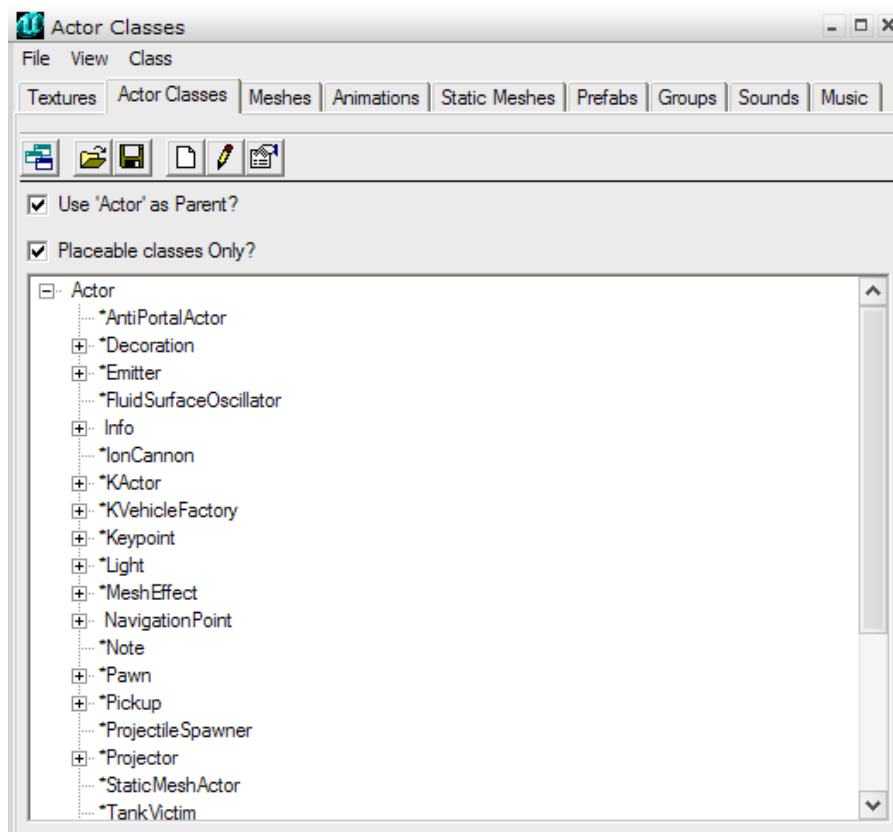 Actor Classes
File View Class
Textures Actor Classes Meshes Animations Static Meshes Prefabs Groups Sounds Music
Use 'Actor' as Parent?
Placeable classes Only?
Actor
*AntiPortalActor
*Decoration
*Emitter
*FluidSurfaceOscillator
Info
*IonCannon
*KActor
*KVehicleFactory
*Keypoint
*Light
*MeshEffect
NavigationPoint
*Note
*Pawn
*Pickup
*ProjectileSpawner
*Projector
*StaticMeshActor
*TankVictim